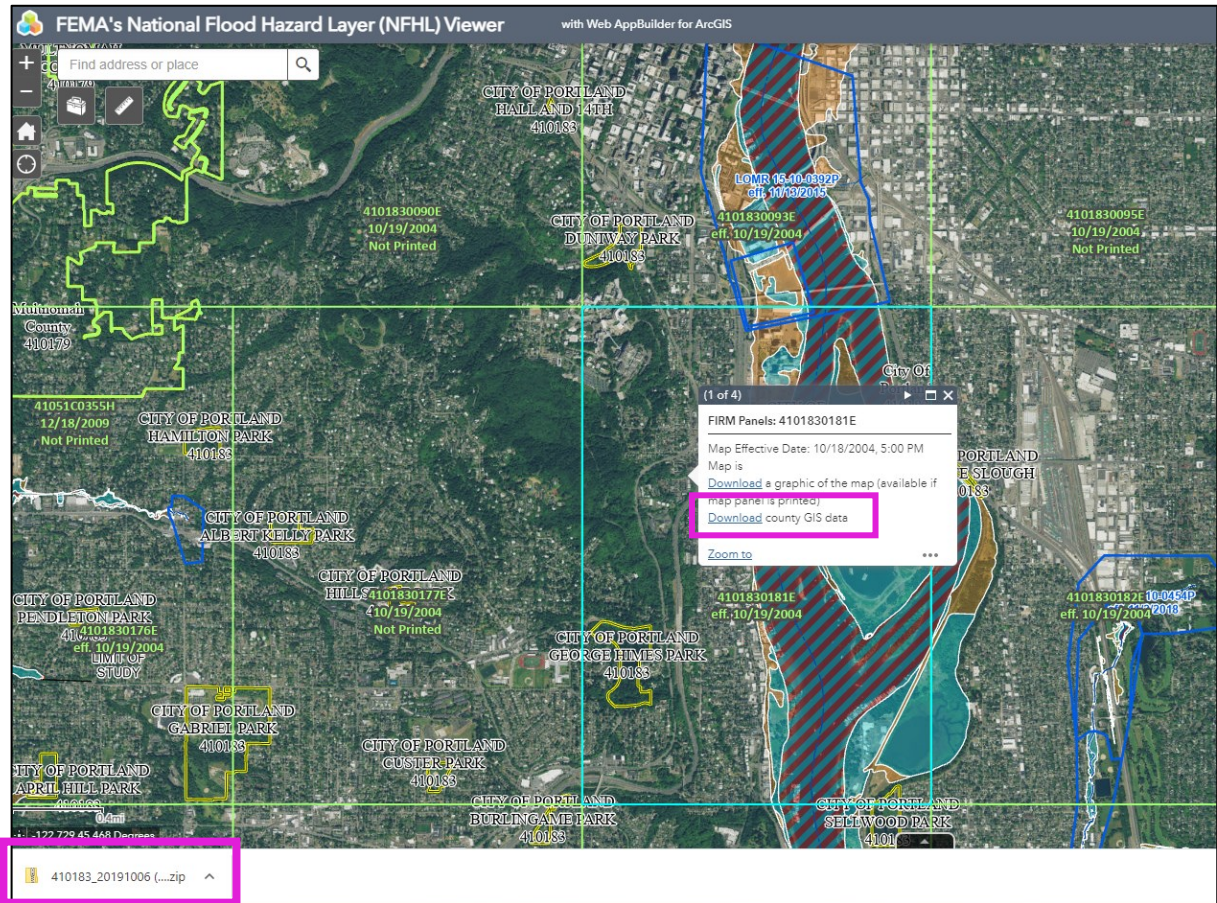 FEMA's National Flood Hazard Layer (NFHL) Viewer
with Web AppBuilder for ArcGIS
Find address or place
CITY OF PORTLAND
HALL AND 14TH
410183
LOMR 15-10-0392P
eff. 11/13/2015
4101830090E
10/19/2004
Not Printed
CITY OF PORTLAND
DUNIWAY PARK
410183
4101830093E
eff. 10/19/2004
4101830095E
10/19/2004
Not Printed
Multnomah
County
410179
City Of
41051C0355H
12/18/2009
Not Printed
CITY OF PORTLAND
HAMILTON PARK
410183
(1 of 4)
FIRM Panels: 4101830181E
Map Effective Date: 10/18/2004, 5:00 PM
Map is
Download a graphic of the map (available if
map panel is printed)
Download county GIS data
Zoom to
PORTLAND
SLOUGH
0183
CITY OF PORTLAND
ALBERT KELLY PARK
410183
CITY OF PORTLAND
4101830177E
10/19/2004
Not Printed
CITY OF PORTLAND
PENDLETON PARK
4101830176E
eff. 10/19/2004
LIMIT OF
STUDY
CITY OF PORTLAND
GEORGE HIMES PARK
410183
4101830181E
eff. 10/19/2004
4101830182E
eff. 10/19/2004
10-0454P
2018
CITY OF PORTLAND
GABRIEL PARK
410183
CITY OF PORTLAND
CUSTER PARK
410183
CITY OF PORTLAND
APRIL HILL PARK
CITY OF PORTLAND
BURLINGAME PARK
410183
CITY OF PORTLAND
SELLWOOD PARK
4101
0.4mi
-122.729 45.468 Degrees
410183_20191006 (....zip